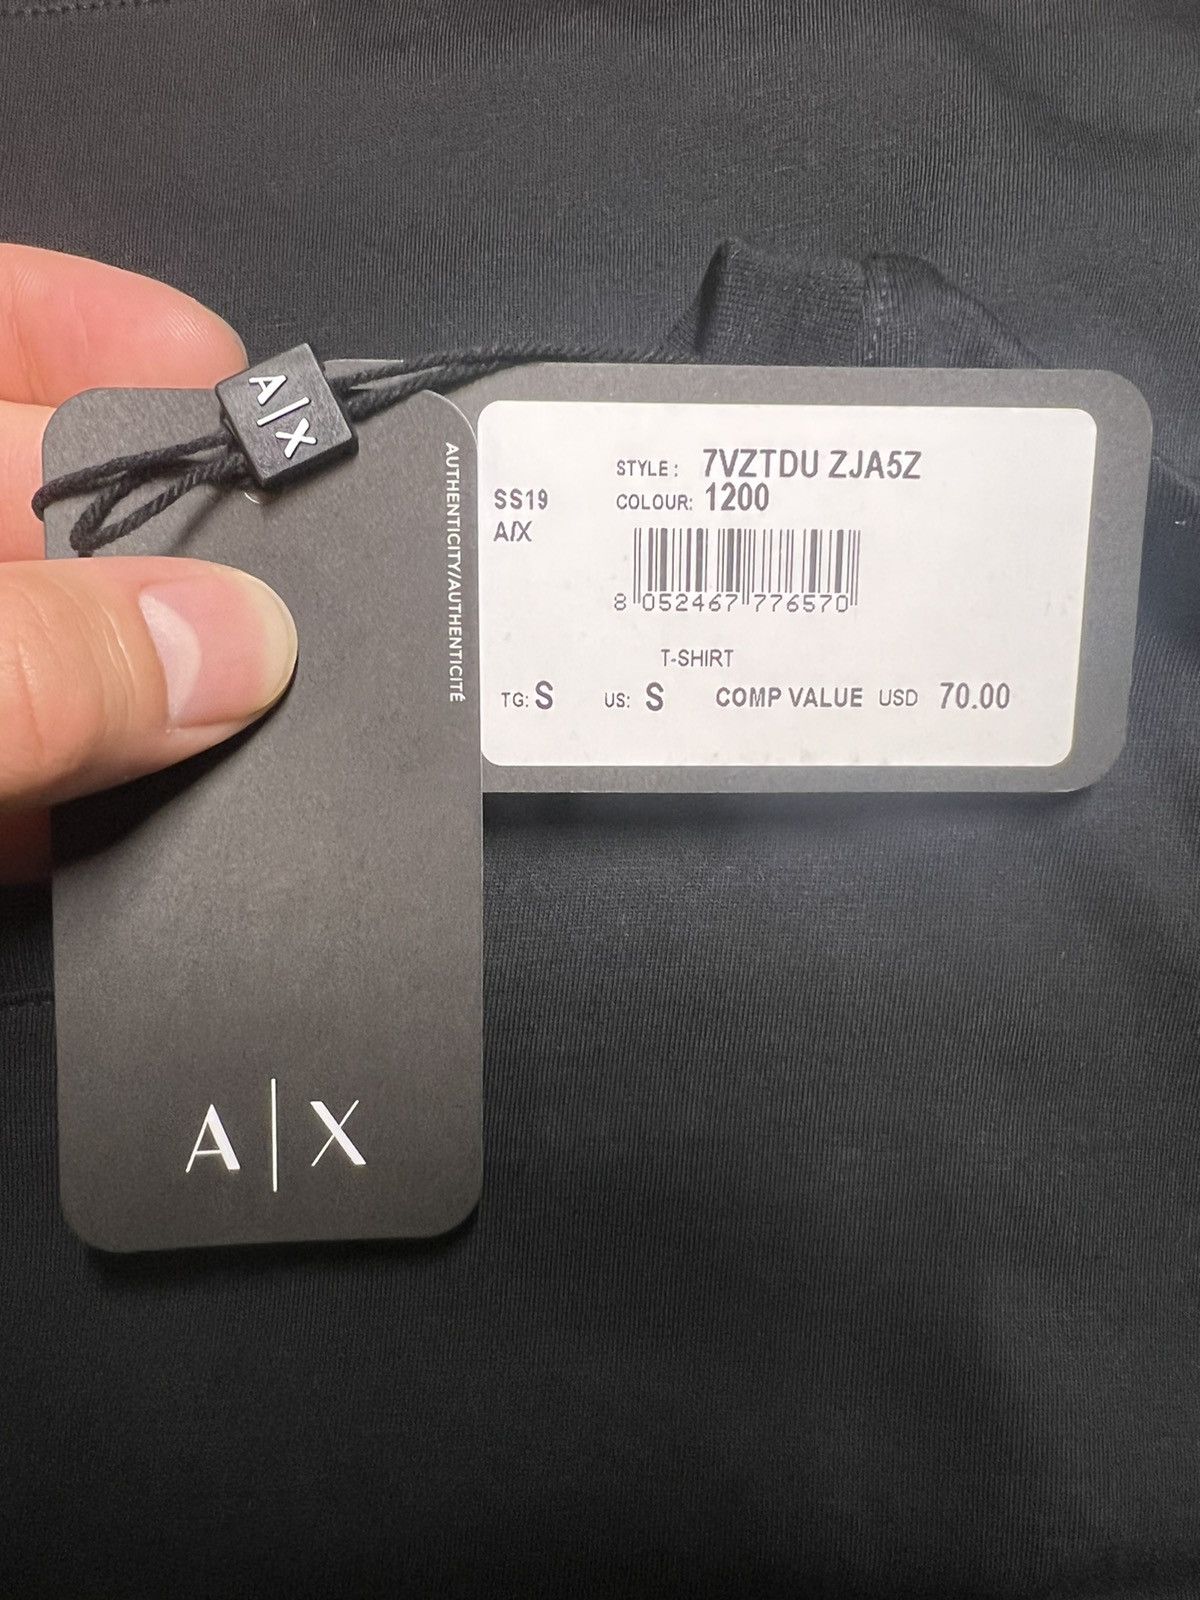 A|X
AUTHENTICITY/AUTHENTICITÉ
STYLE: 7VZTDU ZJA5Z
SS19 COLOUR: 1200
A|X
8 052467 776570
T-SHIRT
TG: S US: S COMP VALUE USD 70.00
A|X